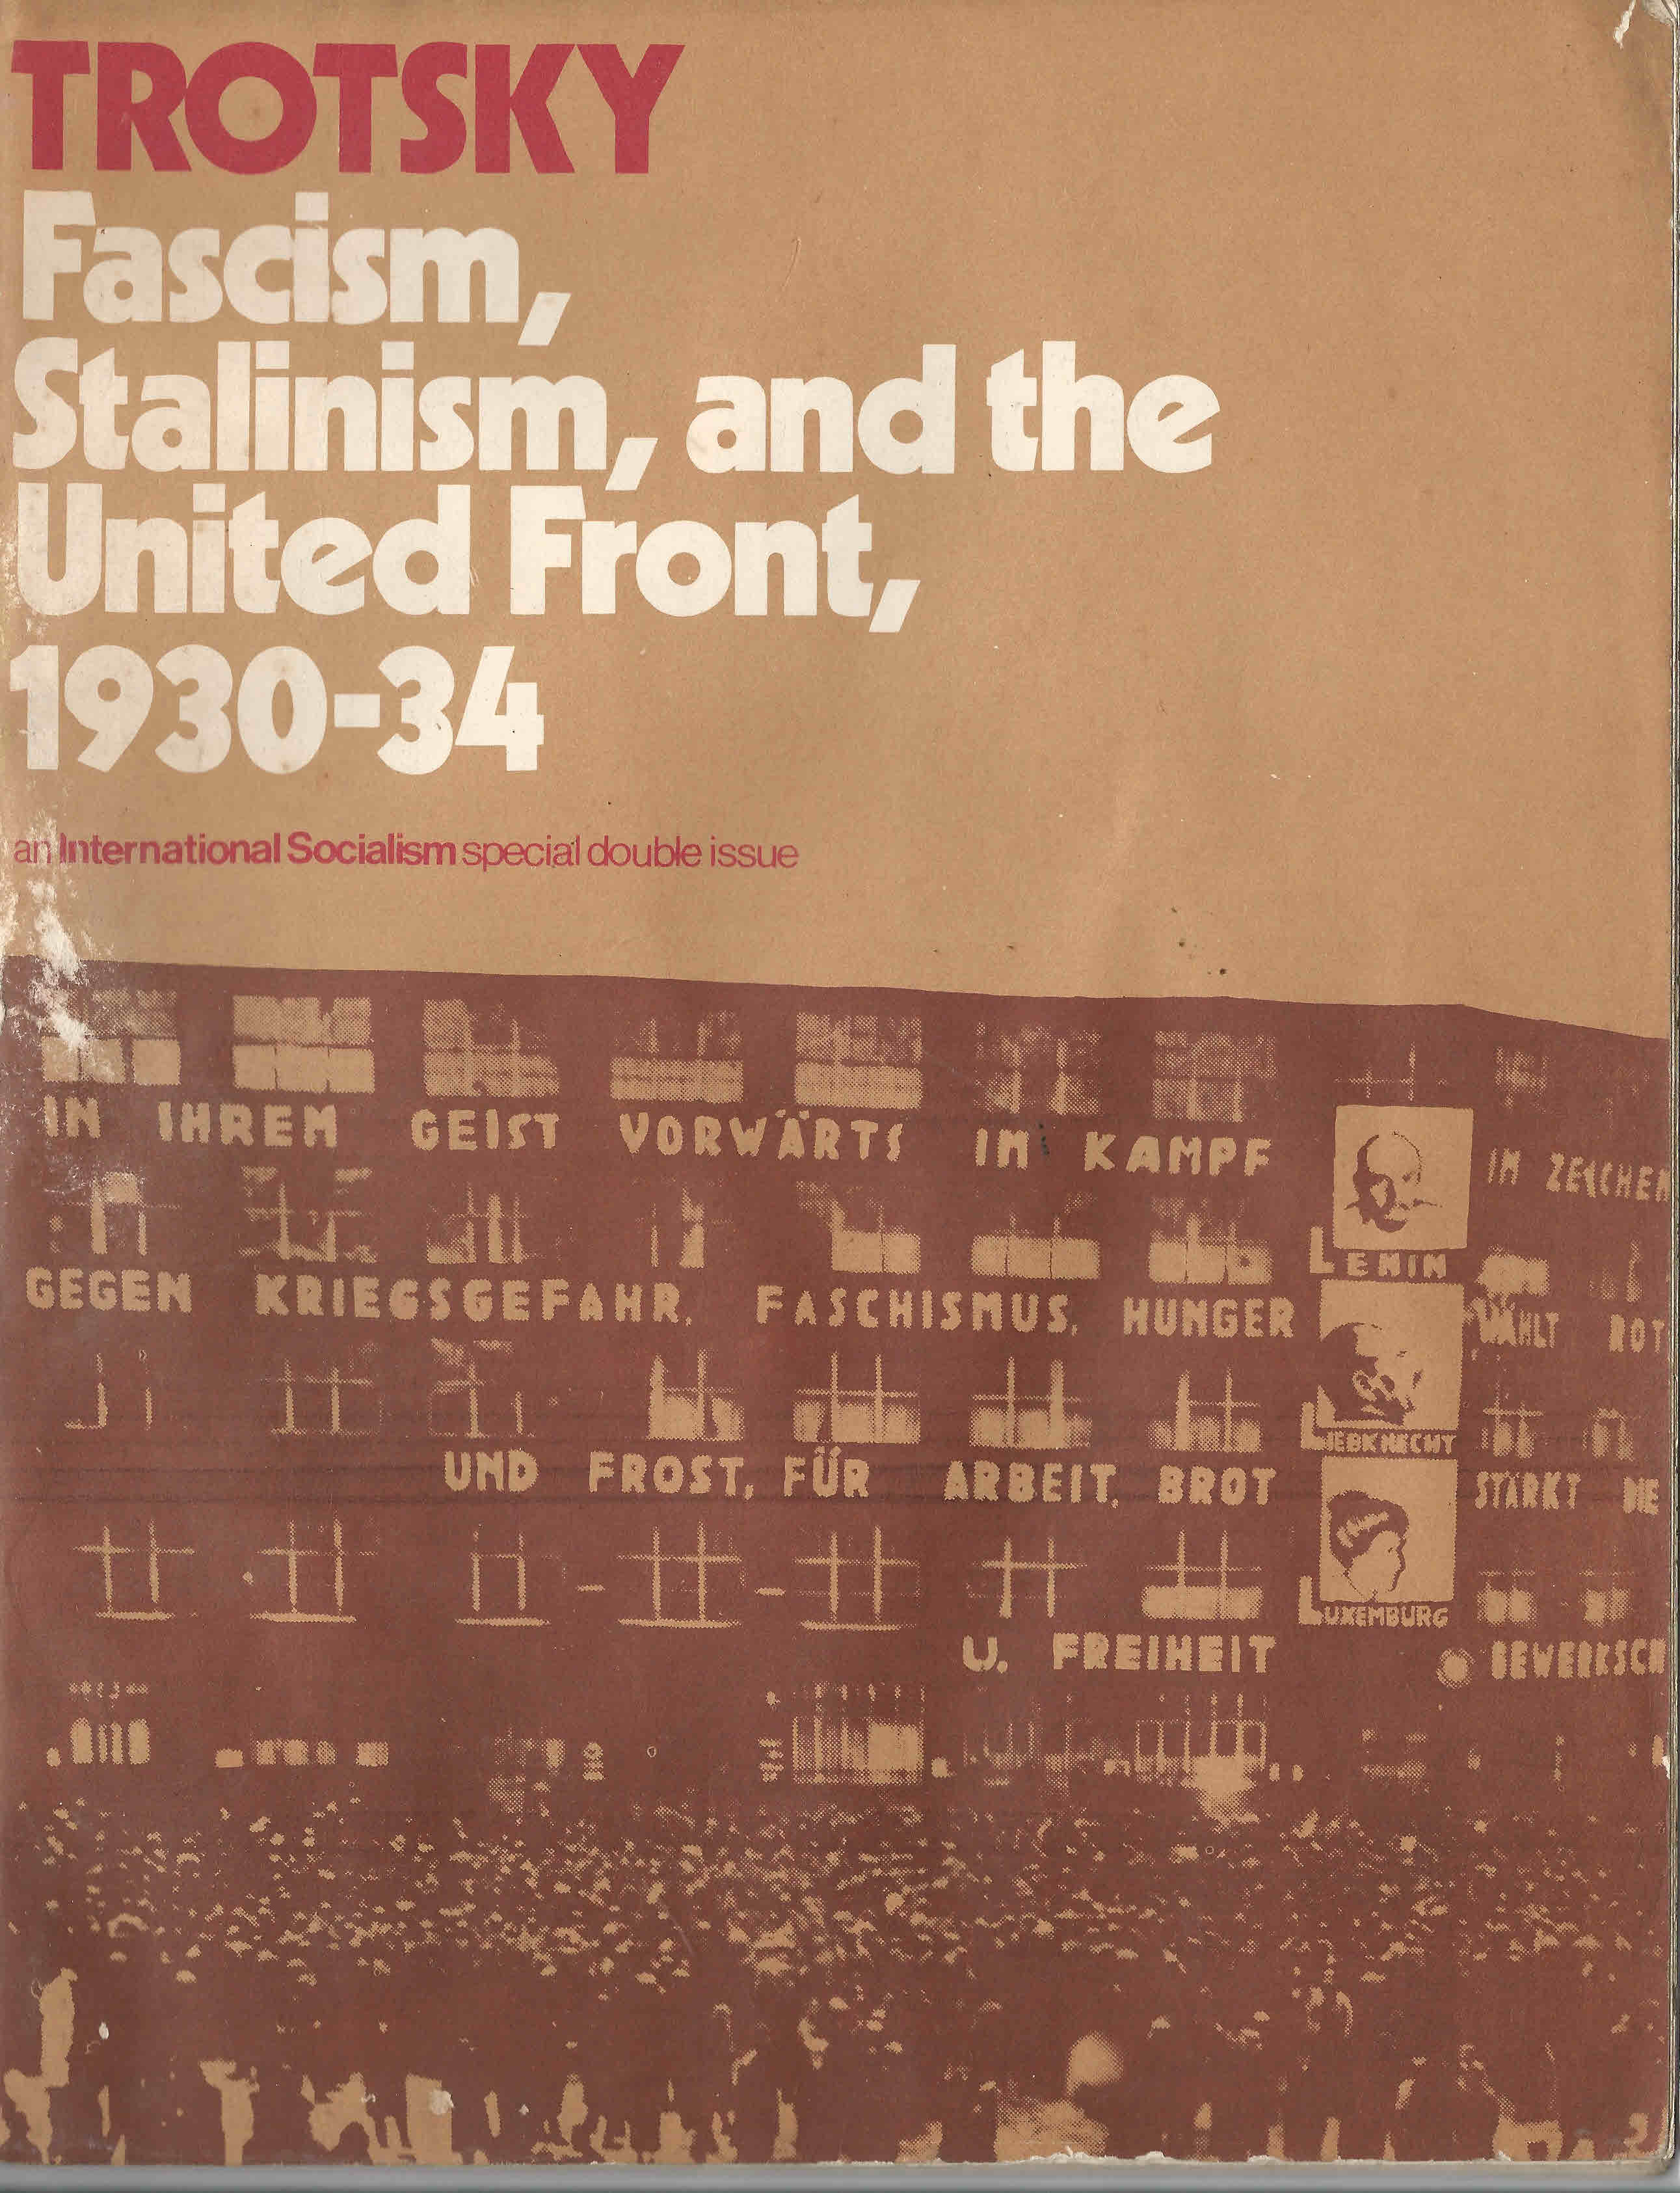 TROTSKY
Fascism,
Stalinism, and the
United Front,
1930-34
an International Socialism special double issue
IN IHREM GEIST VORWÄRTS IM KAMPF
GEGEN KRIEGSGEFAHR, FASCHISMUS, HUNGER
UND FROST, FÜR ARBEIT, BROT
U. FREIHEIT
LENIN
LIEBKNECHT
LUXEMBURG
IM ZEICHEN
WÄHLT ROT
STÄRKT DIE